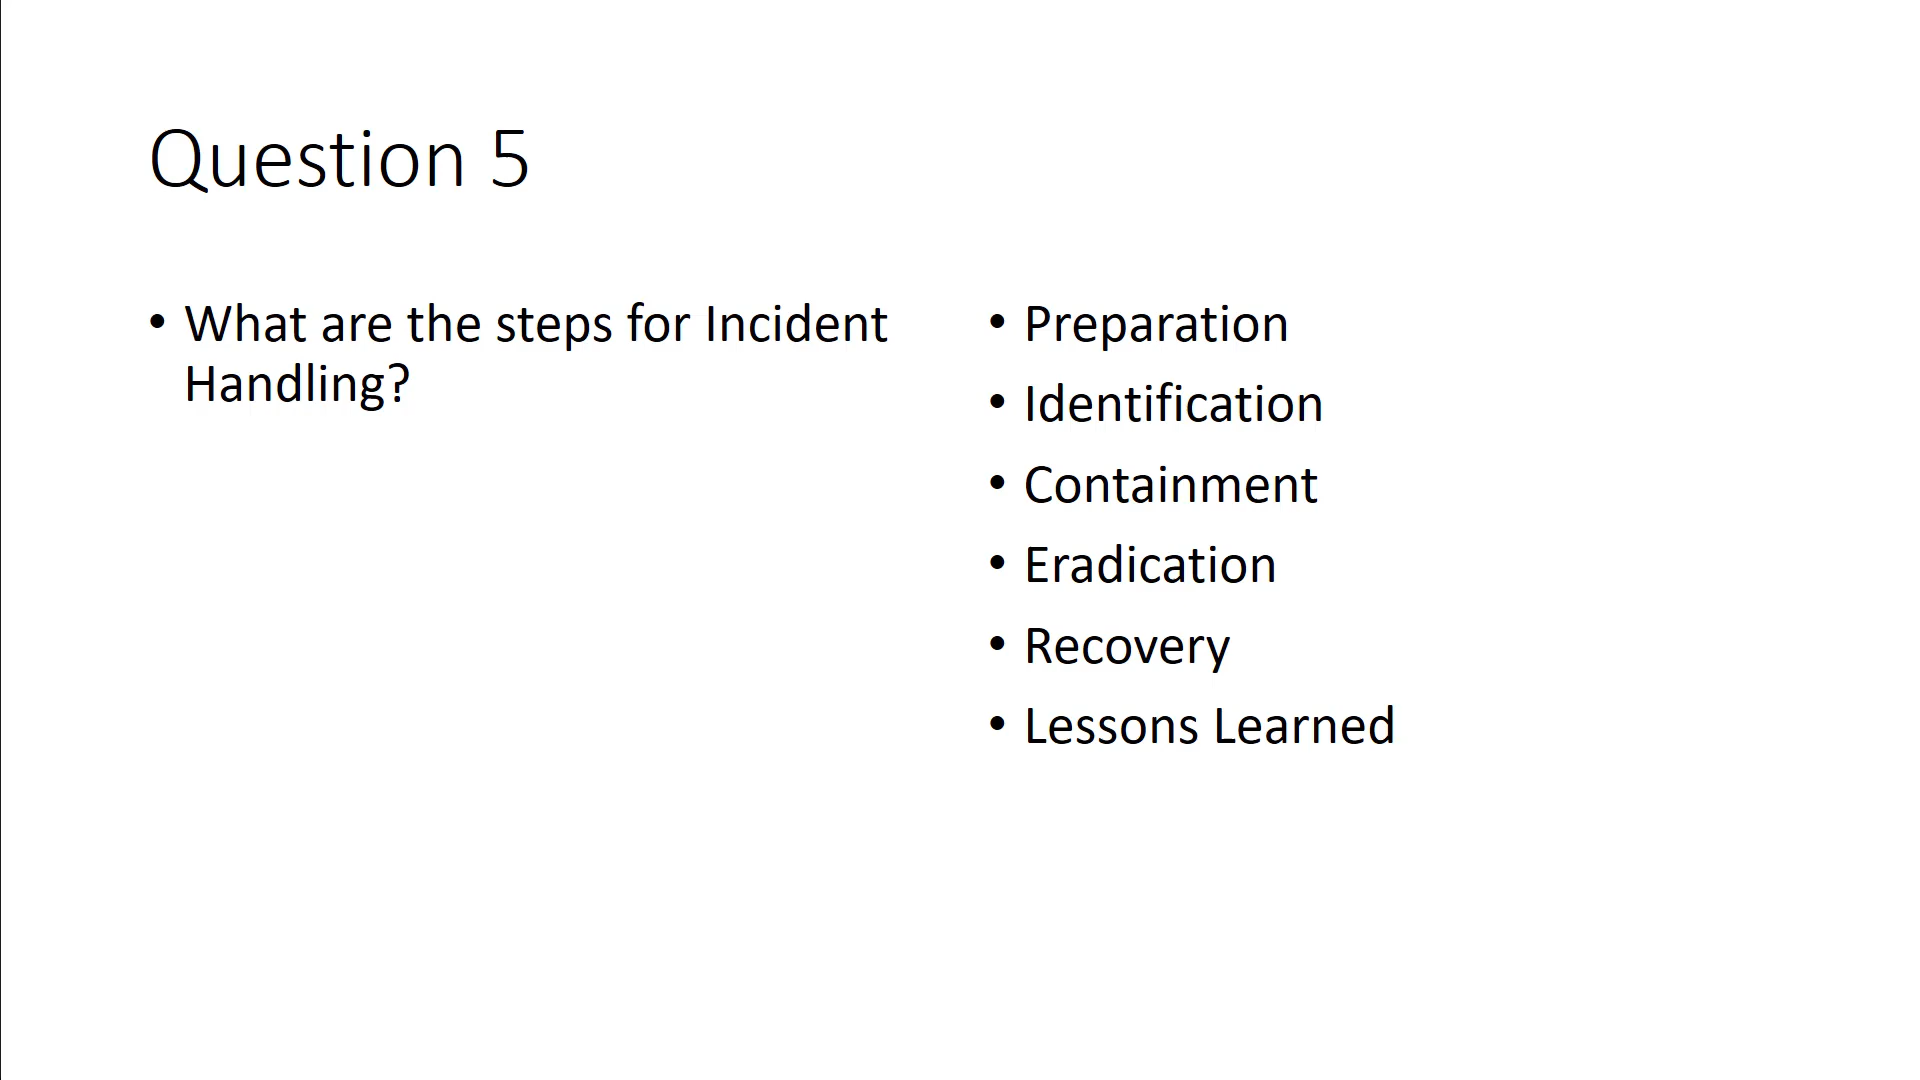 Question 5
• What are the steps for Incident
Handling?
• Preparation
• Identification
• Containment
• Eradication
• Recovery
• Lessons Learned